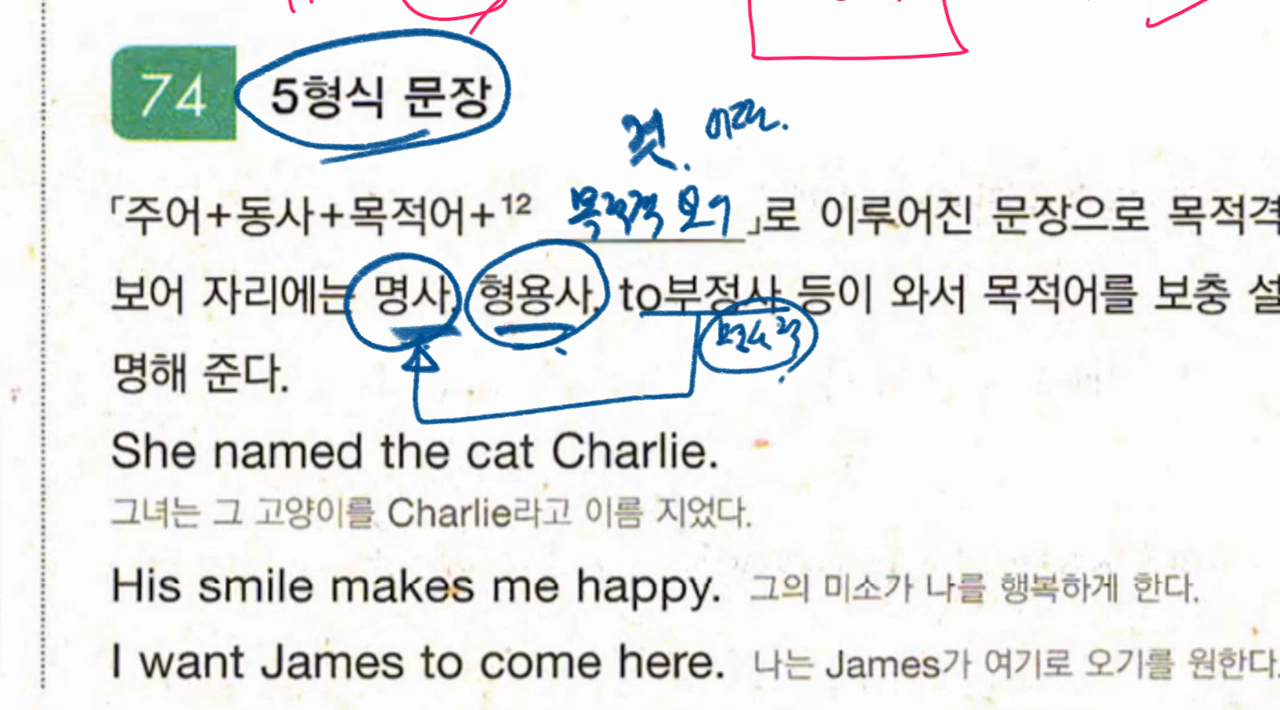 74 5형식 문장
「주어+동사+목적어+12 목적격 보어 」로 이루어진 문장으로 목적격
보어 자리에는 명사, 형용사, to부정사 등이 와서 목적어를 보충 설
명해 준다.
She named the cat Charlie.
그녀는 그 고양이를 Charlie라고 이름 지었다.
His smile makes me happy. 그의 미소가 나를 행복하게 한다.
I want James to come here. 나는 James가 여기로 오기를 원한다.